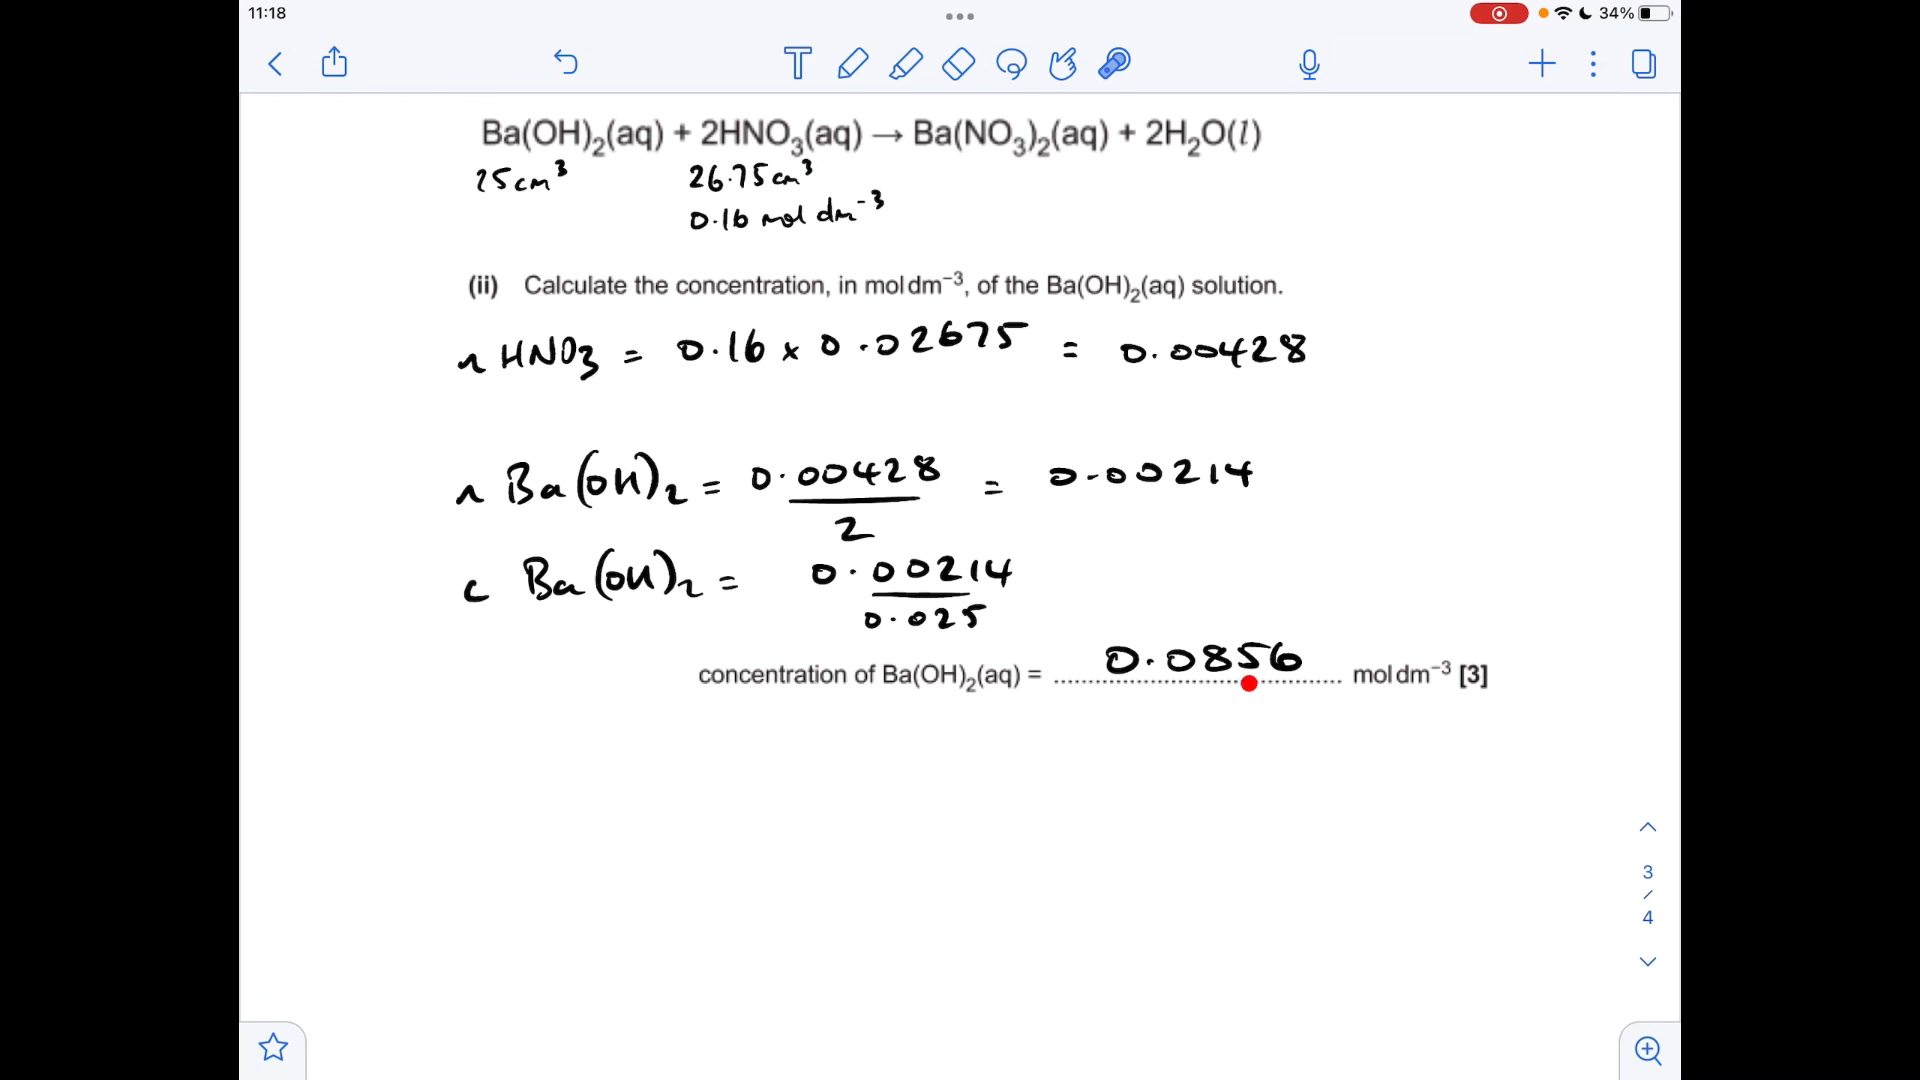 11:18
34%
Ba(OH)₂(aq) + 2HNO₃(aq) → Ba(NO₃)₂(aq) + 2H₂O(l)
25cm³ 26.75cm³
0.16 mol dm⁻³
(ii) Calculate the concentration, in mol dm⁻³, of the Ba(OH)₂(aq) solution.
n HNO₃ = 0.16 x 0.02675 = 0.00428
n Ba(OH)₂ = 0.00428 = 0.00214
2
c Ba(OH)₂ = 0.00214
0.025
concentration of Ba(OH)₂(aq) = 0.0856 mol dm⁻³ [3]
3
/
4